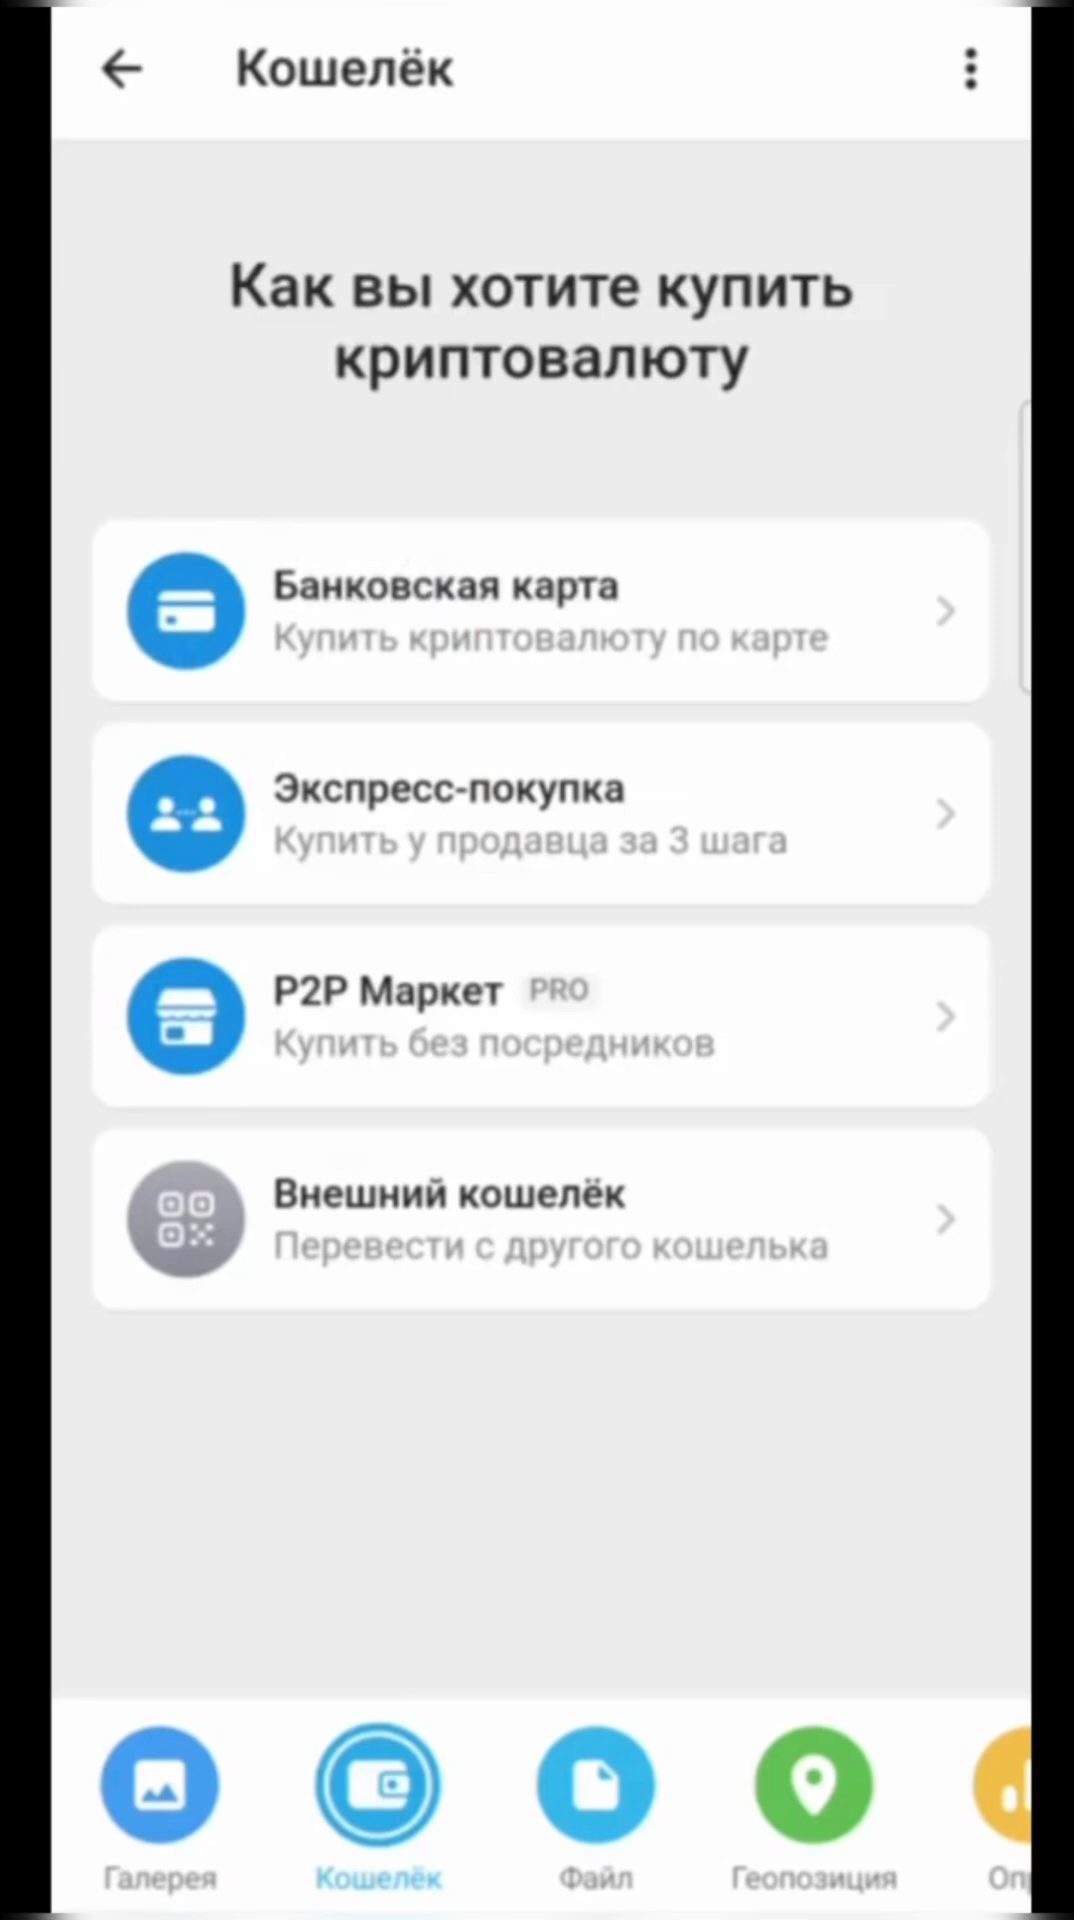 Кошелёк
Как вы хотите купить
криптовалюту
Банковская карта
Купить криптовалюту по карте
Экспресс-покупка
Купить у продавца за 3 шага
P2P Маркет PRO
Купить без посредников
Внешний кошелёк
Перевести с другого кошелька
Галерея Кошелёк Файл Геопозиция